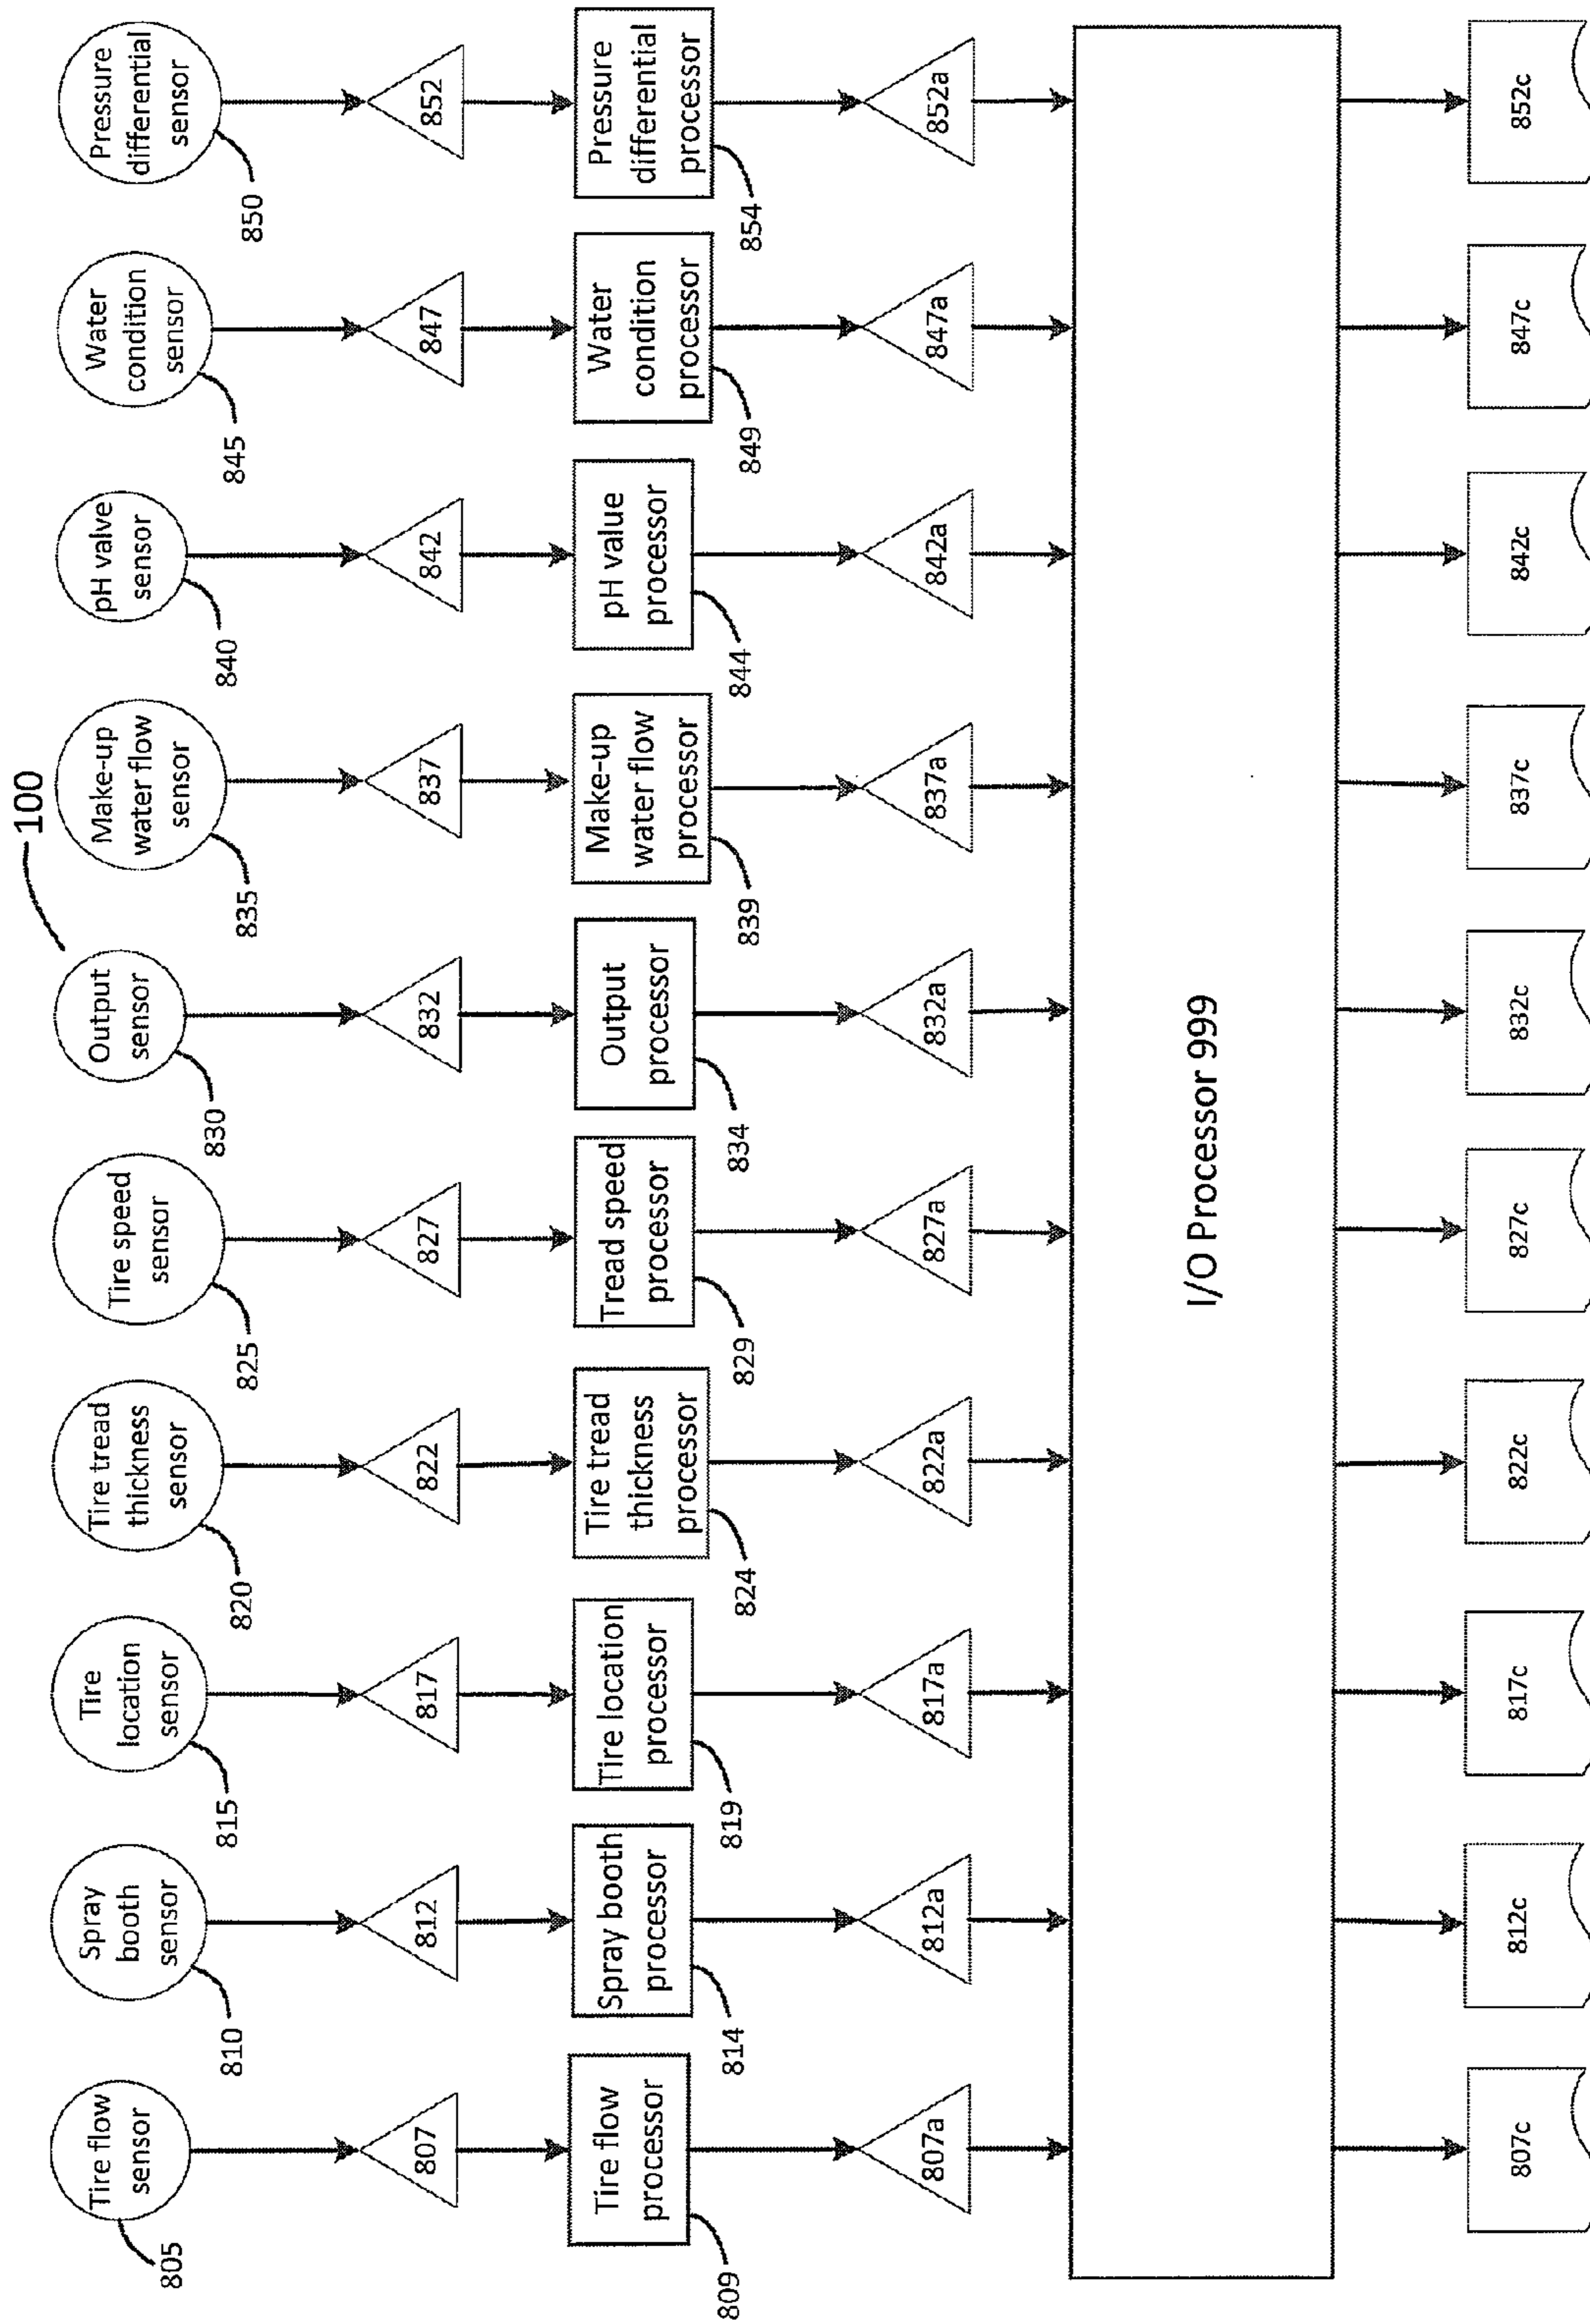 100
Tire flow
sensor
805
Spray
booth
sensor
810
Tire
location
sensor
815
Tire tread
thickness
sensor
820
Tire speed
sensor
825
Output
sensor
830
Make-up
water flow
sensor
835
pH valve
sensor
840
Water
condition
sensor
845
Pressure
differential
sensor
850
807
812
817
822
827
832
837
842
847
852
Tire flow
processor
809
Spray booth
processor
814
Tire location
processor
819
Tire tread
thickness
processor
824
Tread speed
processor
829
Output
processor
834
Make-up
water flow
processor
839
pH value
processor
844
Water
condition
processor
849
Pressure
differential
processor
854
807a
812a
817a
822a
827a
832a
837a
842a
847a
852a
I/O Processor 999
807c
812c
817c
822c
827c
832c
837c
842c
847c
852c